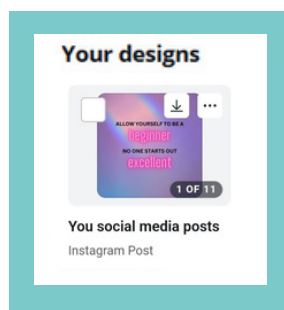 Your designs
ALLOW YOURSELF TO BE A
beginner
NO ONE STARTS OUT
excellent
1 OF 11
You social media posts
Instagram Post